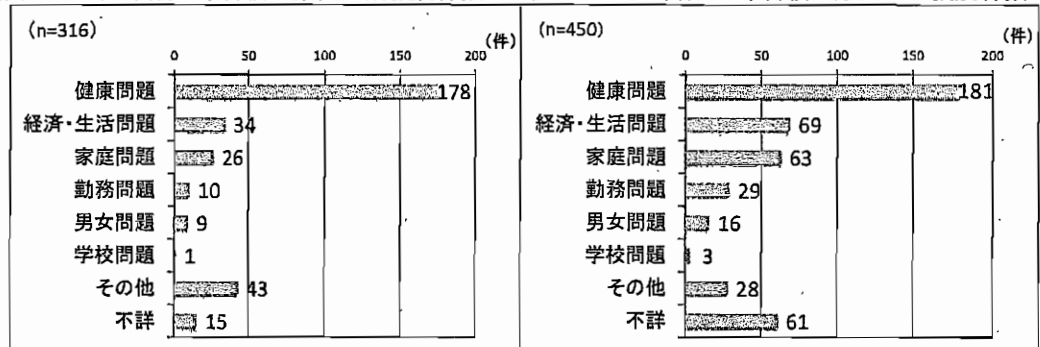 (n=316)
(件)
0 50 100 150 200
健康問題 178
経済・生活問題 34
家庭問題 26
勤務問題 10
男女問題 9
学校問題 1
その他 43
不詳 15
(n=450)
(件)
0 50 100 150 200
健康問題 181
経済・生活問題 69
家庭問題 63
勤務問題 29
男女問題 16
学校問題 3
その他 28
不詳 61